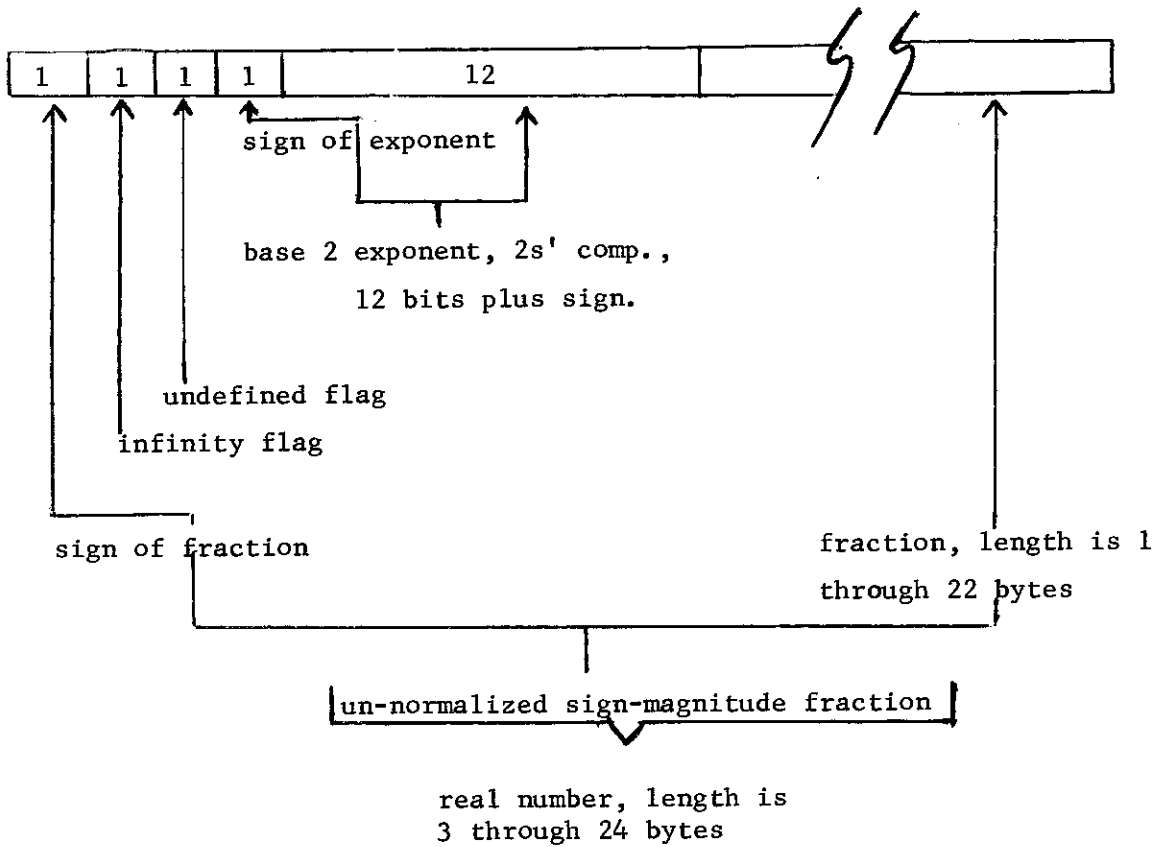 1 1 1 1 12
sign of exponent
base 2 exponent, 2s' comp.,
12 bits plus sign.
undefined flag
infinity flag
sign of fraction
fraction, length is 1
through 22 bytes
un-normalized sign-magnitude fraction
real number, length is
3 through 24 bytes